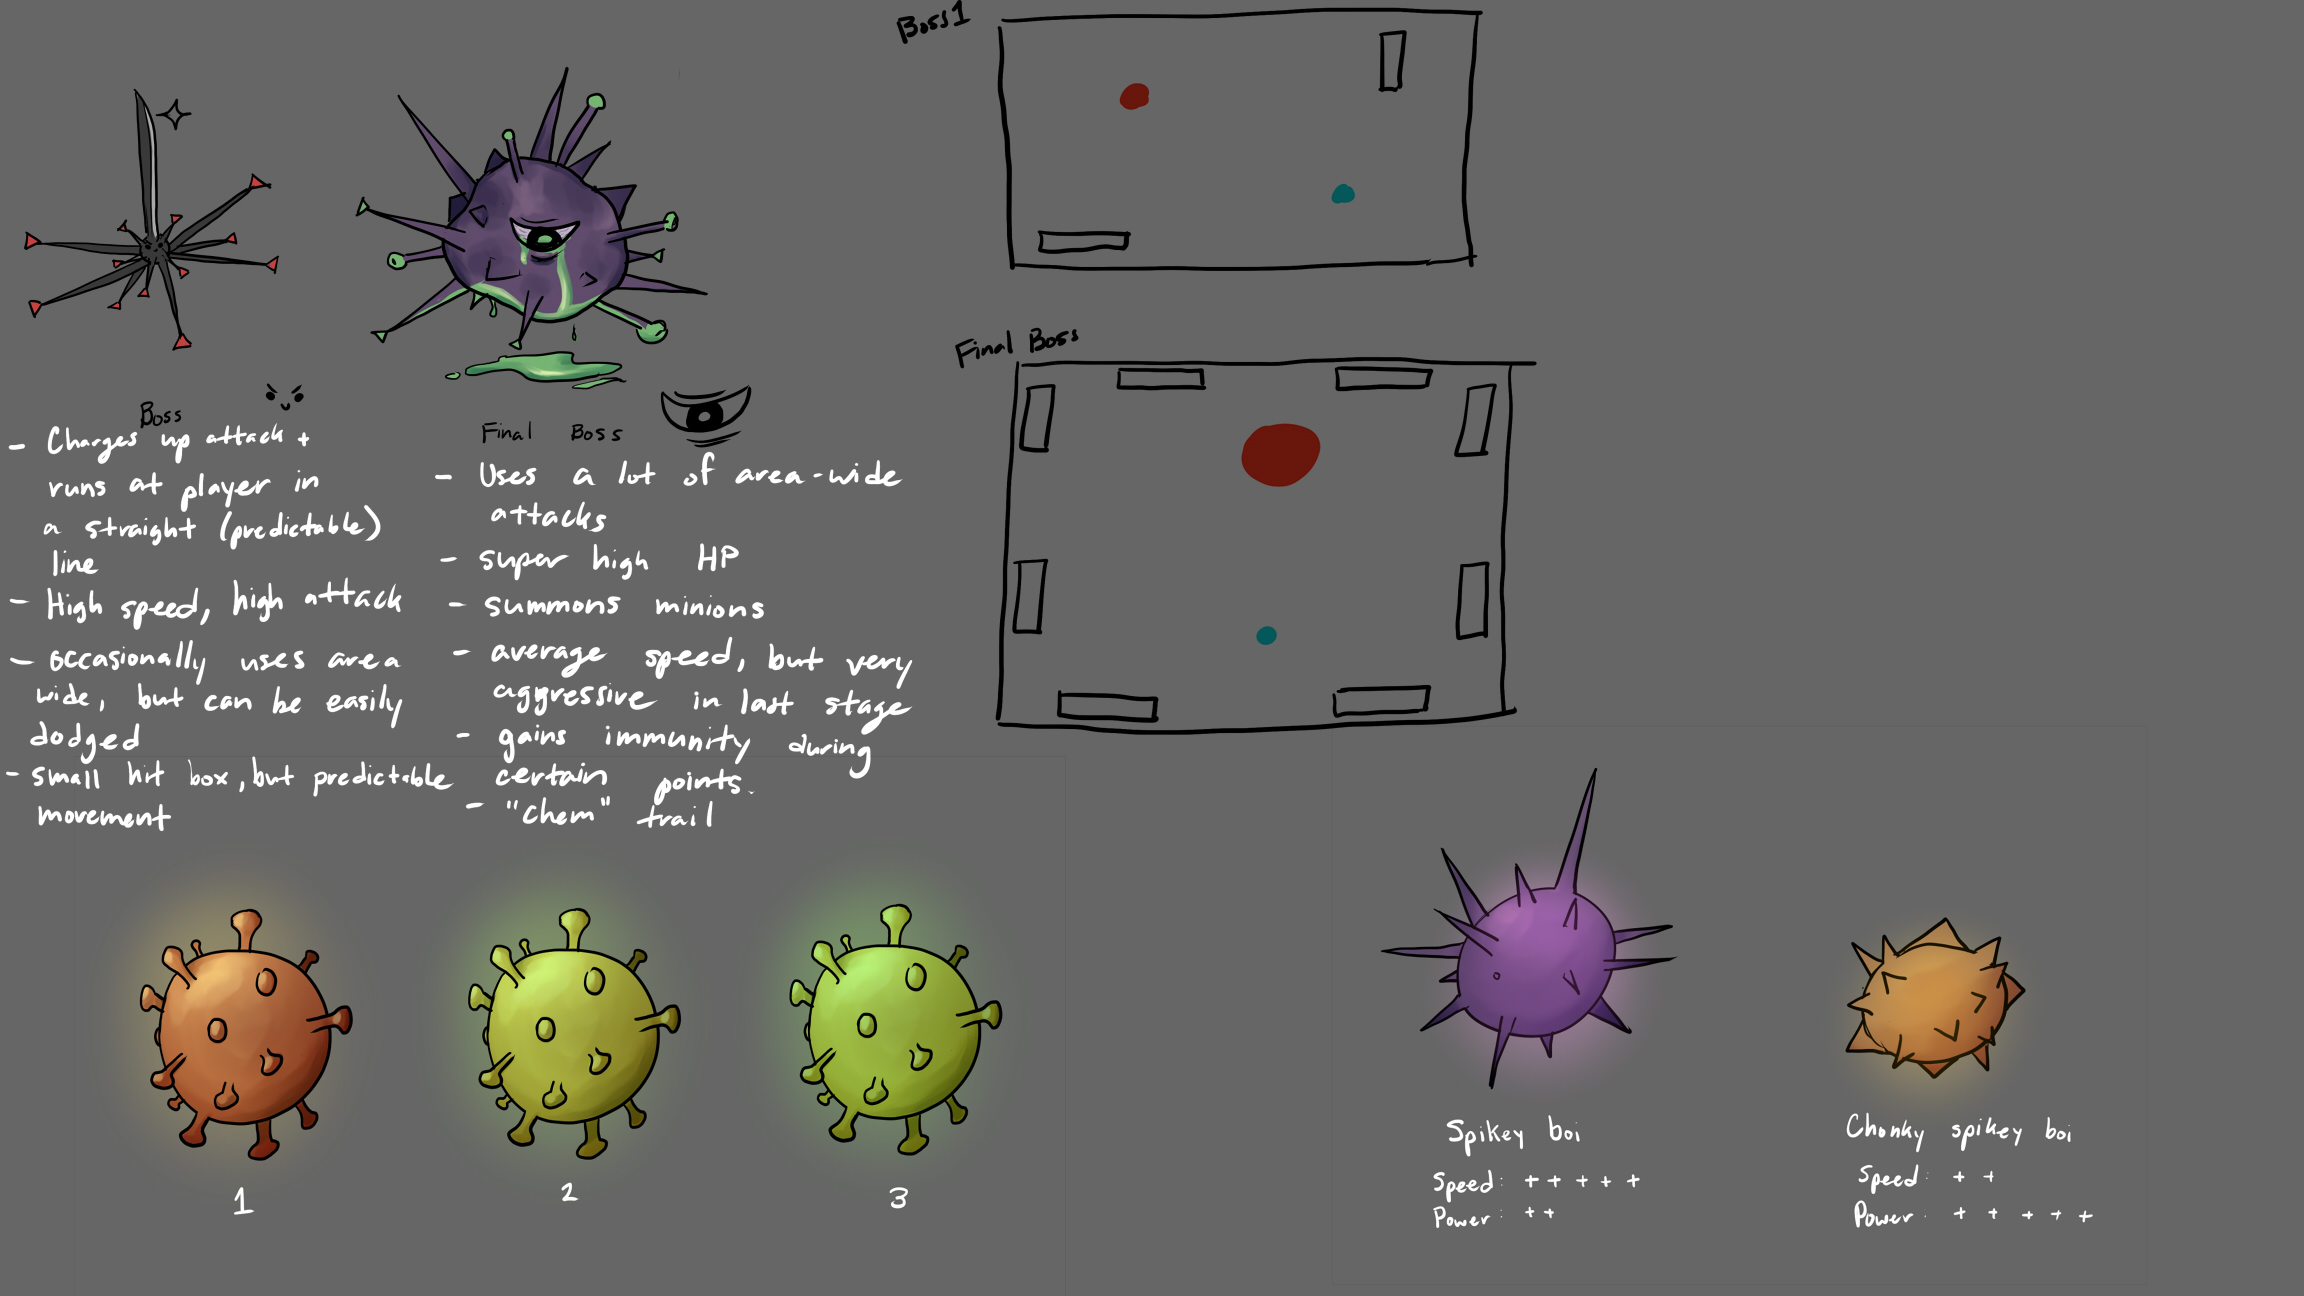 Boss1
Final Boss
Boss
- Charges up attack +
runs at player in
a straight (predictable)
line
- High speed, high attack
- occasionally uses area
wide, but can be easily
dodged
- small hit box, but predictable
movement
Final Boss
- Uses a lot of area-wide
attacks
- super high HP
- summons minions
- average speed, but very
aggressive in last stage
- gains immunity during
certain points.
- "chem" trail
1
2
3
Spikey boi
Speed: + + + + +
Power: + +
Chonky spikey boi
Speed: + +
Power: + + + + +